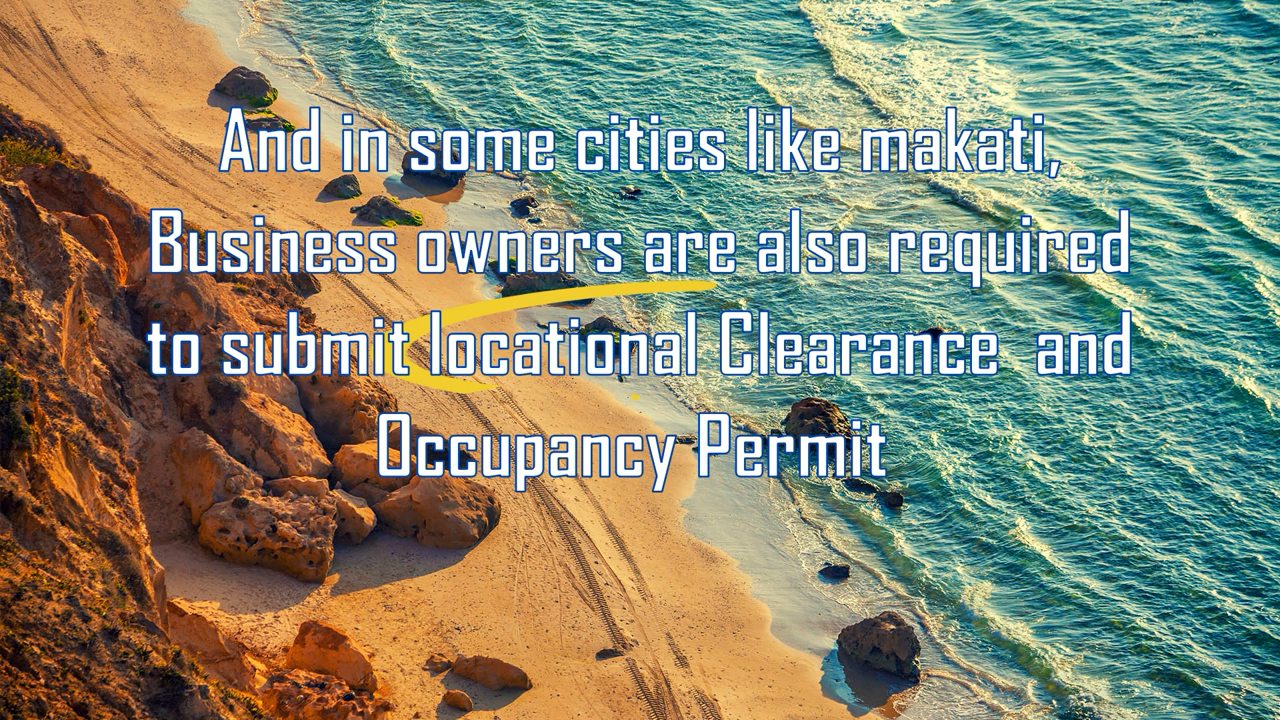 And in some cities like makati,
Business owners are also required
to submit locational Clearance  and
Occupancy Permit